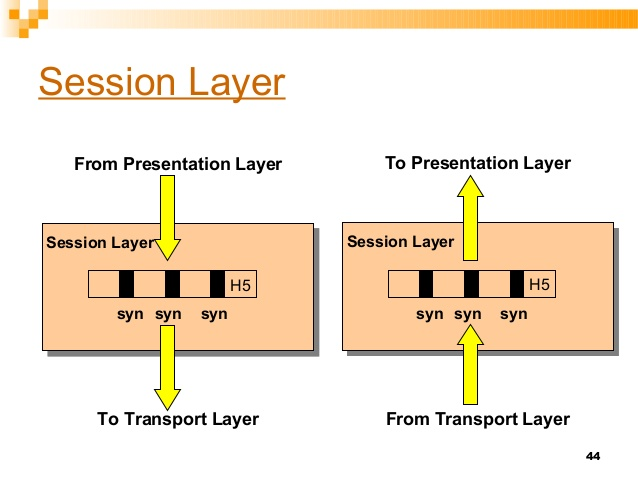 Session Layer
From Presentation Layer
To Presentation Layer
Session Layer
H5
syn syn syn
Session Layer
H5
syn syn syn
To Transport Layer
From Transport Layer
44